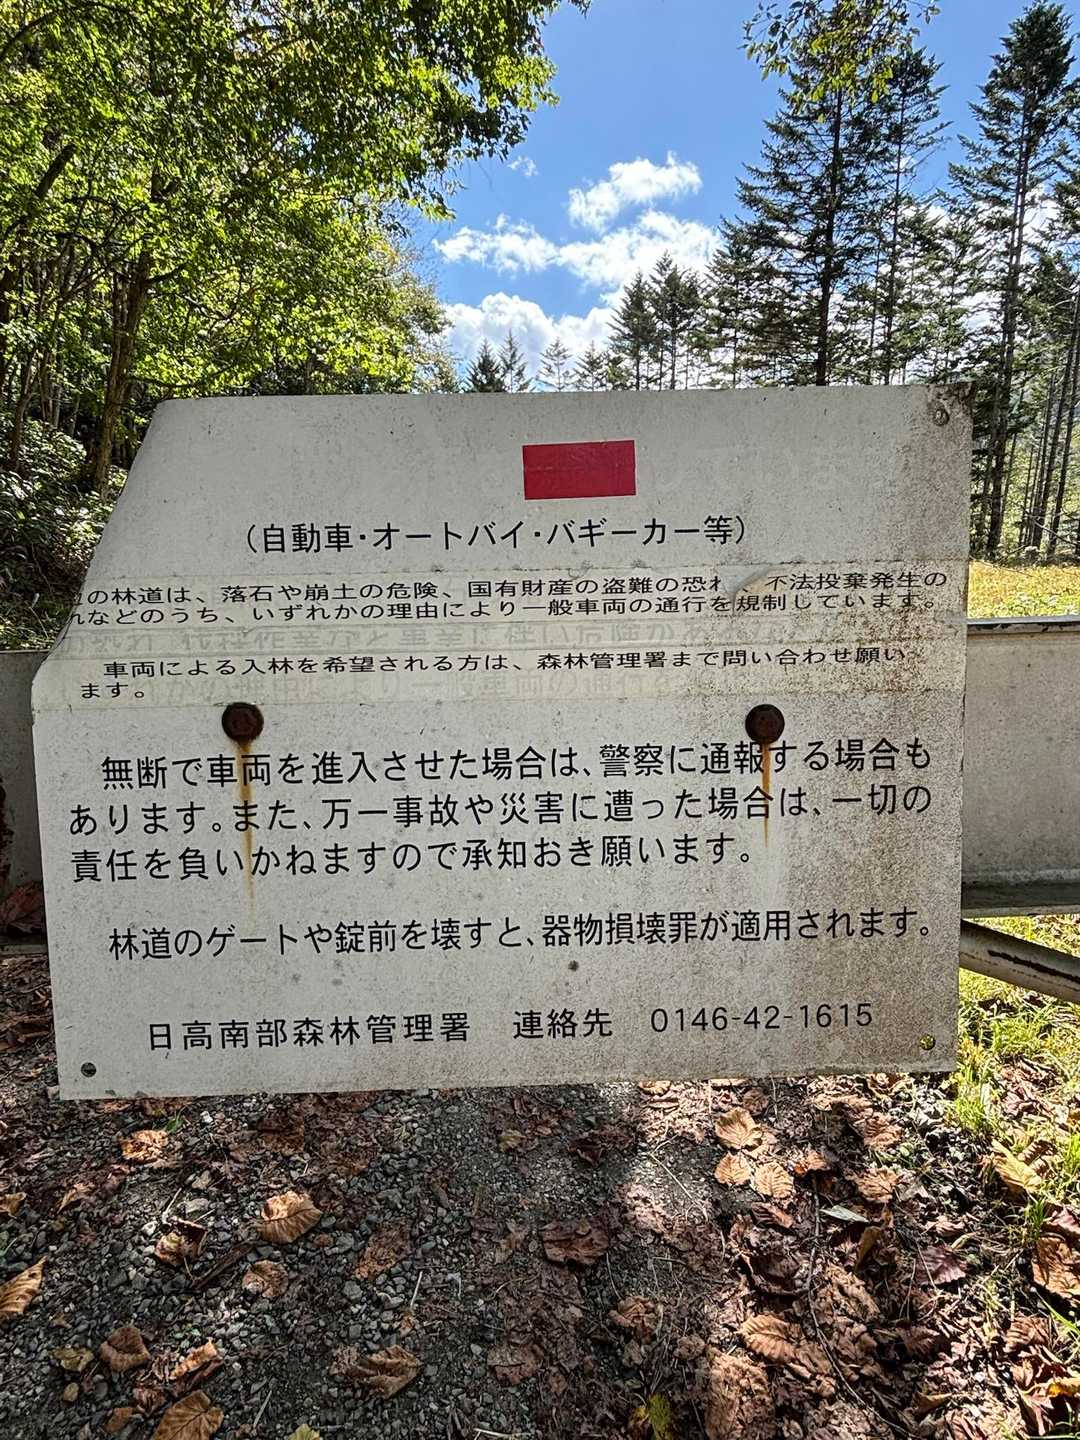 (自動車・オートバイ・バギーカー等)
の林道は、落石や崩土の危険、国有財産の盗難の恐れ、不法投棄発生の
れなどのうち、いずれかの理由により一般車両の通行を規制しています。
車両による入林を希望される方は、森林管理署まで問い合わせ願い
ます。
無断で車両を進入させた場合は、警察に通報する場合も
あります。また、万一事故や災害に遭った場合は、一切の
責任を負いかねますので承知おき願います。
林道のゲートや錠前を壊すと、器物損壊罪が適用されます。
日高南部森林管理署 連絡先 0146-42-1615